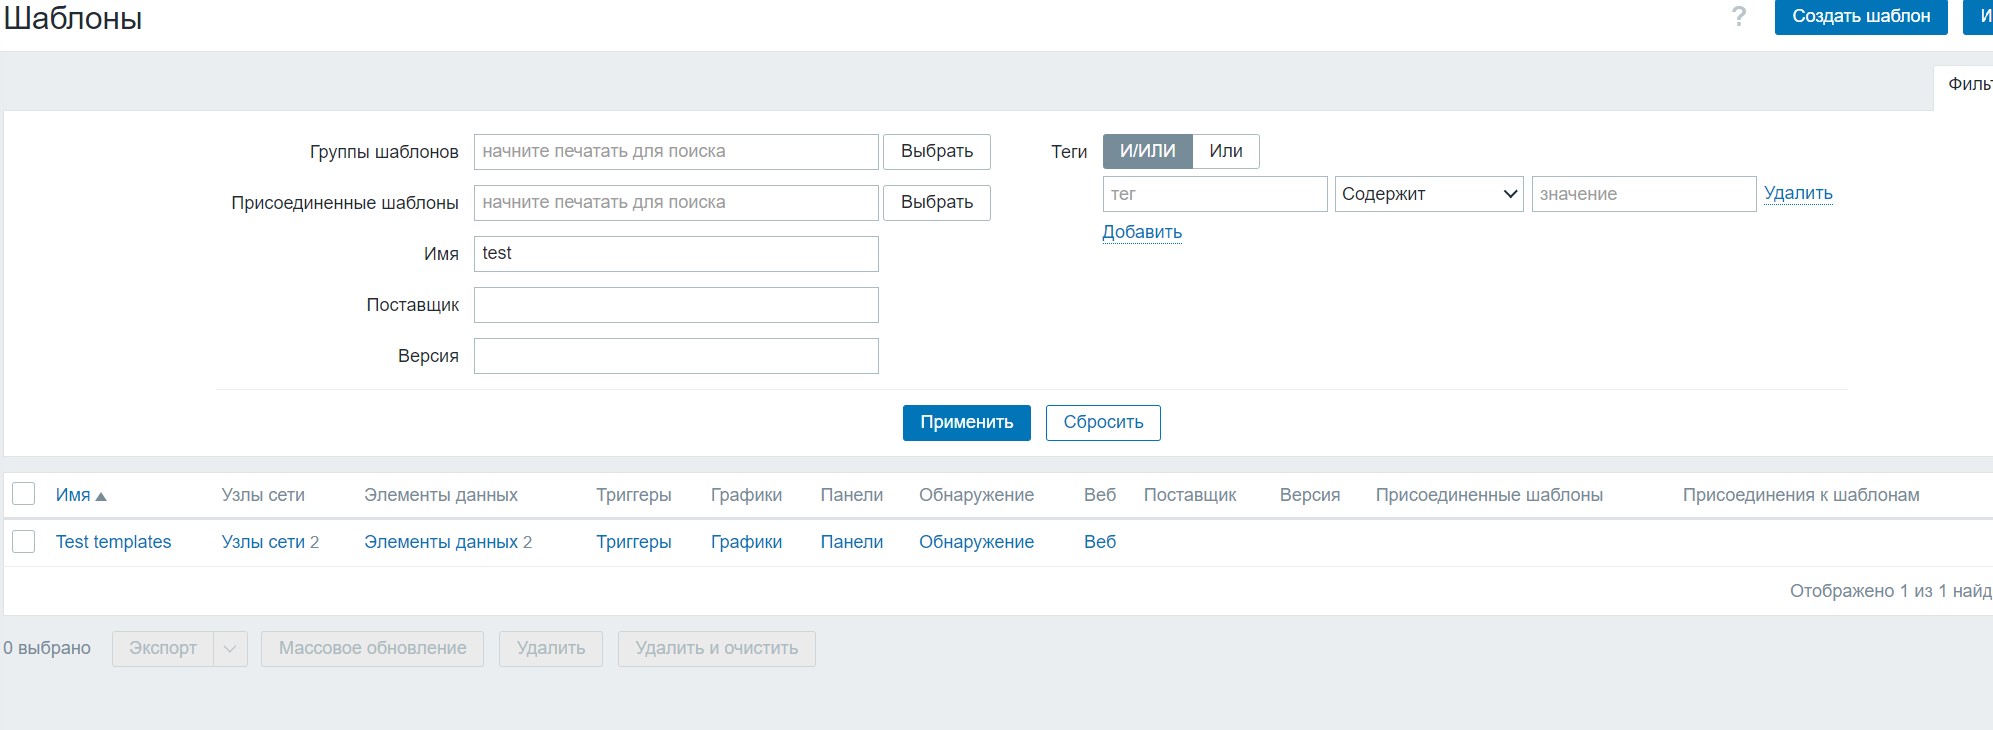 Шаблоны
? Создать шаблон
Группы шаблонов начните печатать для поиска Выбрать Теги И/ИЛИ Или
Присоединенные шаблоны начните печатать для поиска Выбрать тег Содержит значение Удалить
Добавить
Имя test
Поставщик
Версия
Применить Сбросить
Имя Узлы сети Элементы данных Триггеры Графики Панели Обнаружение Веб Поставщик Версия Присоединенные шаблоны Присоединения к шаблонам
Test templates Узлы сети 2 Элементы данных 2 Триггеры Графики Панели Обнаружение Веб
Отображено 1 из 1 найд
0 выбрано Экспорт Массовое обновление Удалить Удалить и очистить